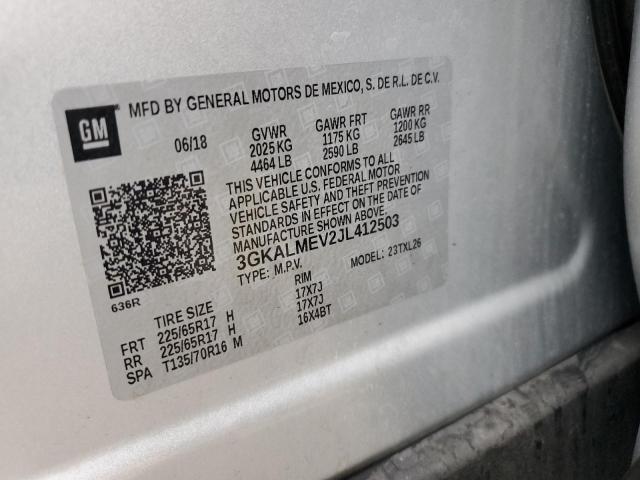 GM
MFD BY GENERAL MOTORS DE MEXICO, S. DE R.L. DE C.V.
06/18 GVWR GAWR FRT GAWR RR
2025 KG 1175 KG 1200 KG
4464 LB 2590 LB 2645 LB
THIS VEHICLE CONFORMS TO ALL
APPLICABLE U.S. FEDERAL MOTOR
VEHICLE SAFETY AND THEFT PREVENTION
STANDARDS IN EFFECT ON THE DATE OF
MANUFACTURE SHOWN ABOVE.
3GKALMEV2JL412503
TYPE: M.P.V. MODEL: 23TXL26
636R
TIRE SIZE RIM
FRT 225/65R17 H 17X7J
RR 225/65R17 H 17X7J
SPA T135/70R16 M 16X4BT